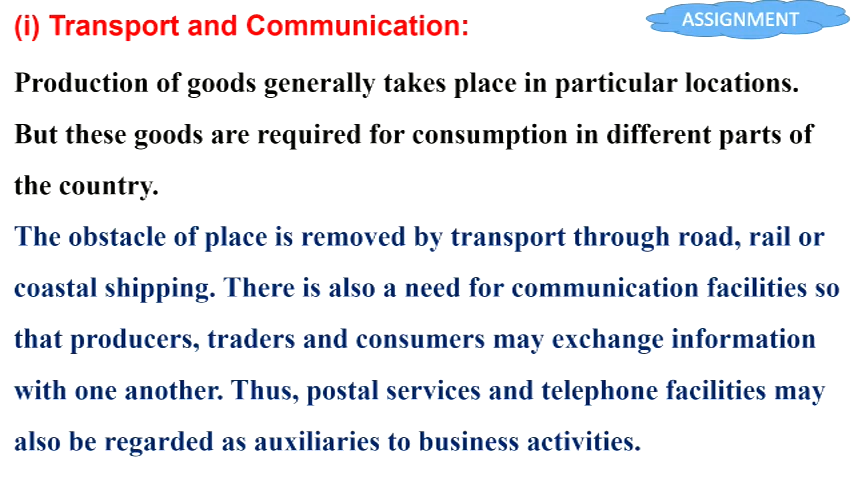 (i) Transport and Communication:
ASSIGNMENT
Production of goods generally takes place in particular locations.
But these goods are required for consumption in different parts of
the country.
The obstacle of place is removed by transport through road, rail or
coastal shipping. There is also a need for communication facilities so
that producers, traders and consumers may exchange information
with one another. Thus, postal services and telephone facilities may
also be regarded as auxiliaries to business activities.